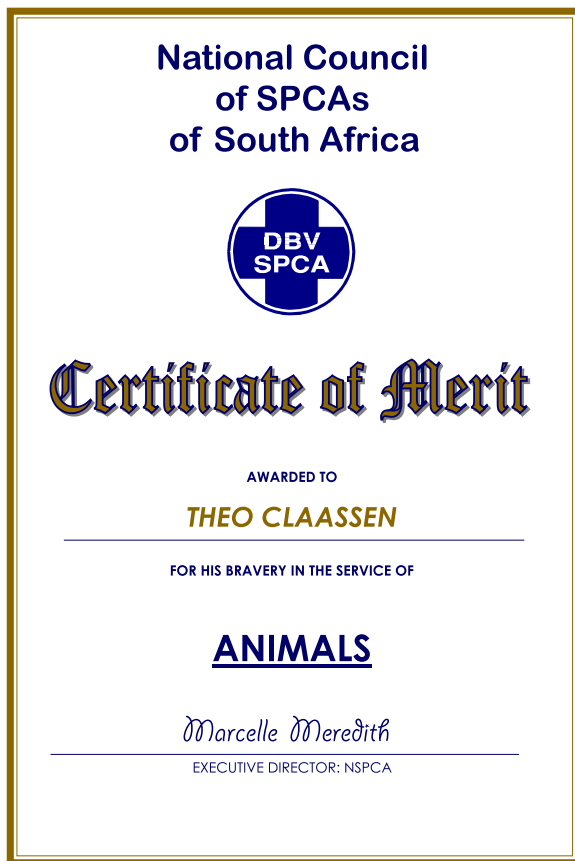 National Council
of SPCAs
of South Africa
DBV
SPCA
Certificate of Merit
AWARDED TO
THEO CLAASSEN
FOR HIS BRAVERY IN THE SERVICE OF
ANIMALS
Marcelle Meredith
EXECUTIVE DIRECTOR: NSPCA